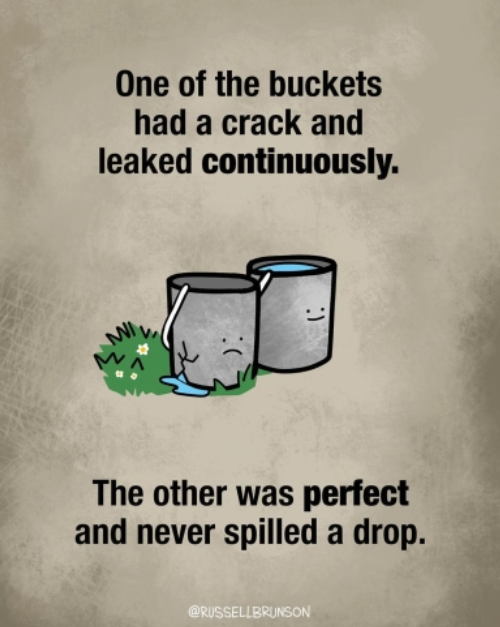 One of the buckets
had a crack and
leaked continuously.
The other was perfect
and never spilled a drop.
@RUSSELLBRUNSON